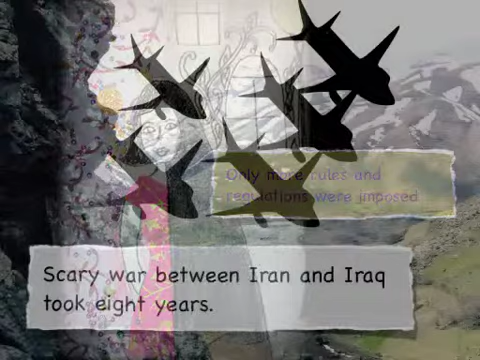 Only more rules and
regulations were imposed
Scary war between Iran and Iraq
took eight years.